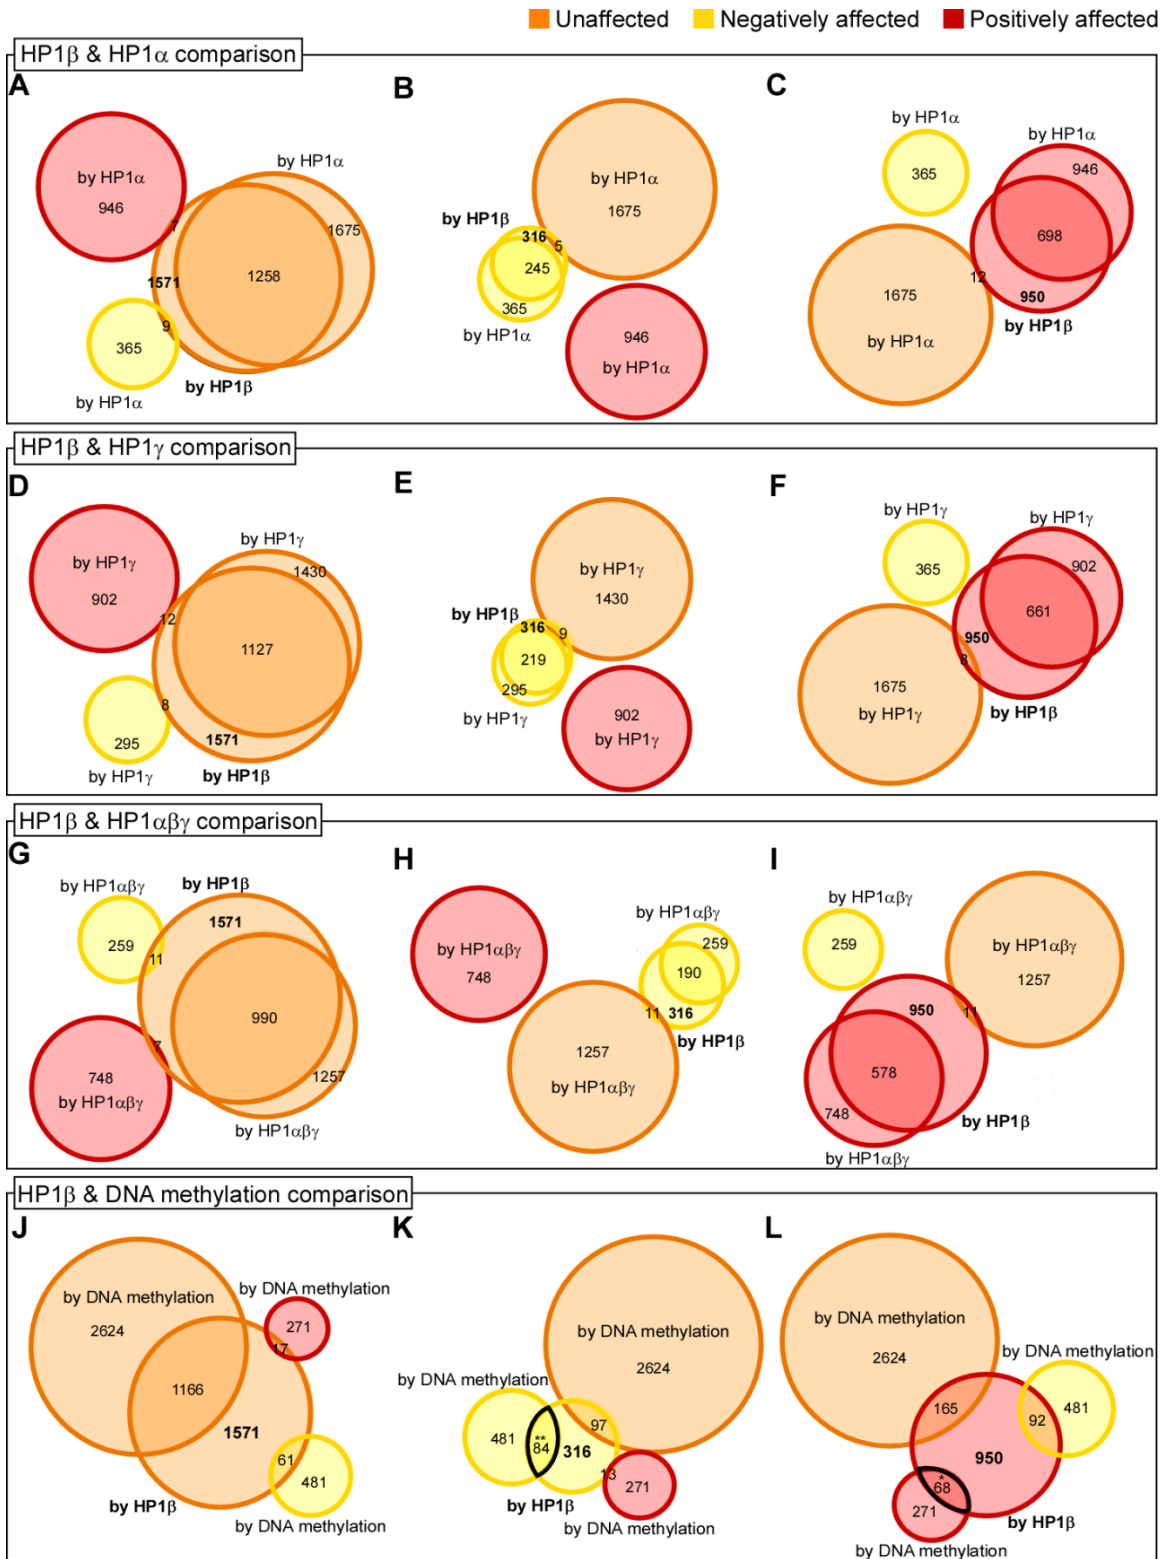 Unaffected Negatively affected Positively affected
HP1β & HP1α comparison
A
by HP1α
946
by HP1α
1675
7
1571
1258
9
365
by HP1α
by HP1β
B
by HP1α
1675
by HP1β
316
5
245
365
by HP1α
946
by HP1α
C
by HP1α
365
by HP1α
946
698
12
1675
by HP1α
950
by HP1β
HP1β & HP1γ comparison
D
by HP1γ
902
by HP1γ
1430
12
1127
8
295
by HP1γ
1571
by HP1β
E
by HP1γ
1430
by HP1β
316
9
219
295
by HP1γ
902
by HP1γ
F
by HP1γ
365
by HP1γ
902
661
950
8
1675
by HP1γ
by HP1β
HP1β & HP1αβγ comparison
G
by HP1αβγ
259
11
by HP1β
1571
990
7
748
by HP1αβγ
1257
by HP1αβγ
H
by HP1αβγ
748
by HP1αβγ
259
190
11
316
by HP1β
1257
by HP1αβγ
I
by HP1αβγ
259
by HP1αβγ
1257
950
11
578
748
by HP1αβγ
by HP1β
HP1β & DNA methylation comparison
J
by DNA methylation
2624
by DNA methylation
271
17
1166
1571
61
481
by HP1β
by DNA methylation
K
by DNA methylation
2624
by DNA methylation
481
**
84
97
316
13
271
by HP1β
by DNA methylation
L
by DNA methylation
2624
by DNA methylation
481
165
92
950
*
68
271
by HP1β
by DNA methylation